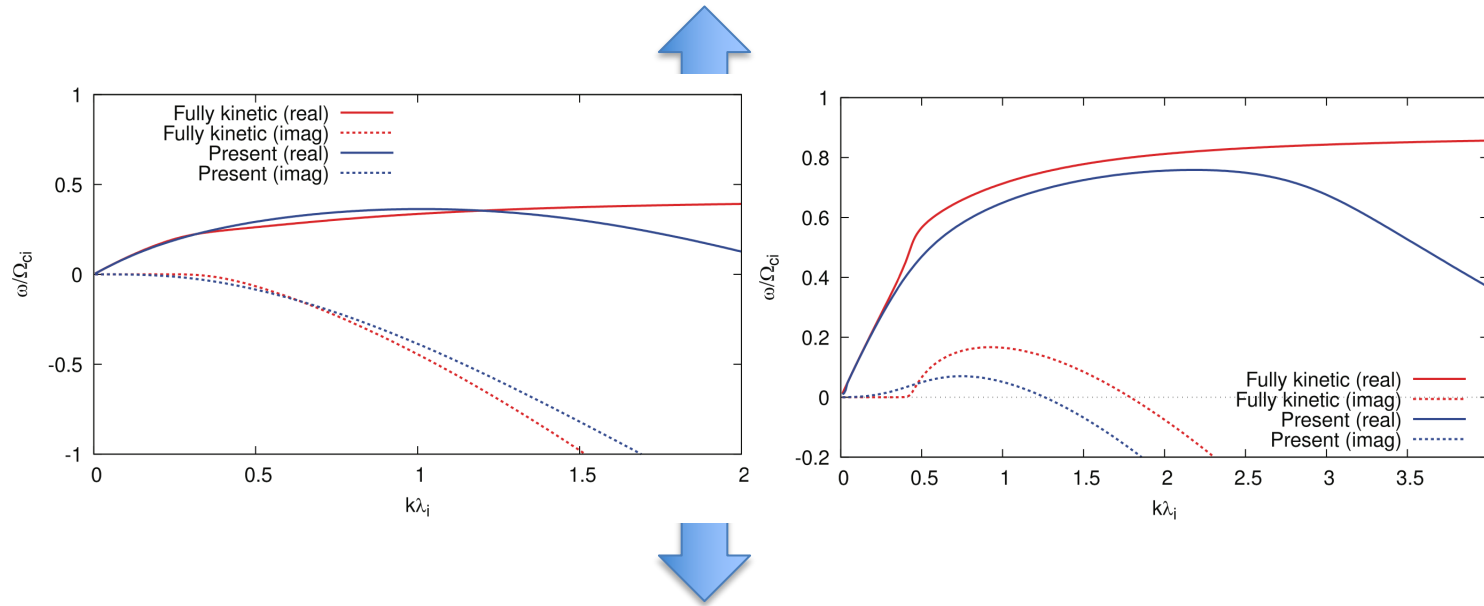 1
0.5
0
-0.5
-1
ω/Ωci
Fully kinetic (real)
Fully kinetic (imag)
Present (real)
Present (imag)
0 0.5 1 1.5 2
kλi
1
0.8
0.6
0.4
0.2
0
-0.2
ω/Ωci
Fully kinetic (real)
Fully kinetic (imag)
Present (real)
Present (imag)
0 0.5 1 1.5 2 2.5 3 3.5
kλi